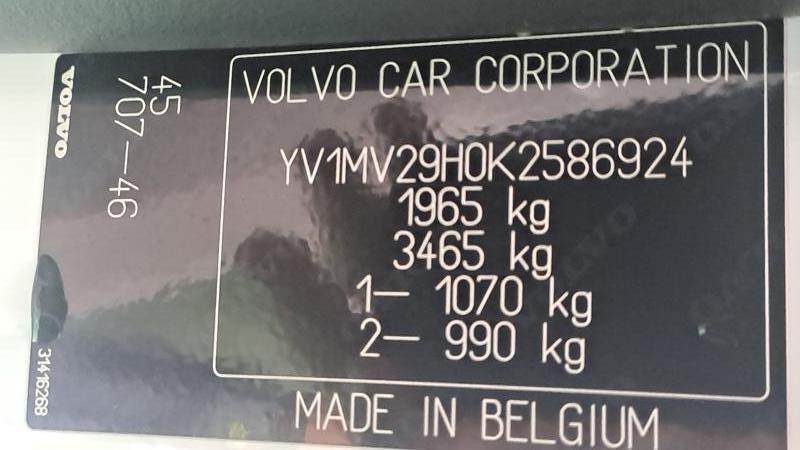 VOLVO
45
707—46
31416268
VOLVO CAR CORPORATION
YV1MV29H0K2586924
1965 kg
3465 kg
1— 1070 kg
2— 990 kg
MADE IN BELGIUM